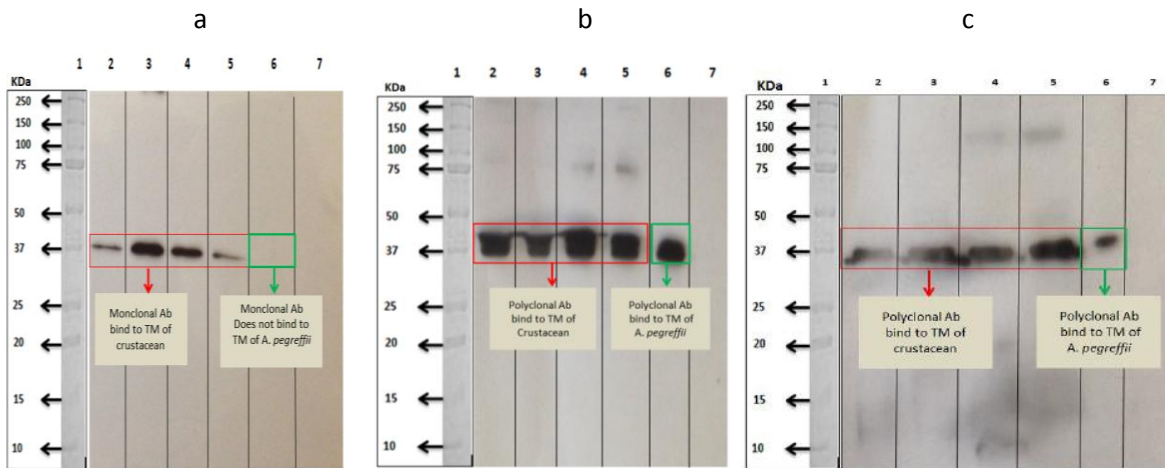 a
1 2 3 4 5 6 7
KDa
250
150
100
75
50
37
25
20
15
10
Monclonal Ab
bind to TM of
crustacean
Monoclonal Ab
Does not bind to
TM of A. pegreffii
b
1 2 3 4 5 6 7
KDa
250
150
100
75
50
37
25
20
15
10
Polyclonal Ab
bind to TM of
Crustacean
Polyclonal Ab
bind to TM of
A. pegreffii
c
1 2 3 4 5 6 7
KDa
250
150
100
75
50
37
25
20
15
10
Polyclonal Ab
bind to TM of
crustacean
Polyclonal Ab
bind to TM of
A. pegreffii